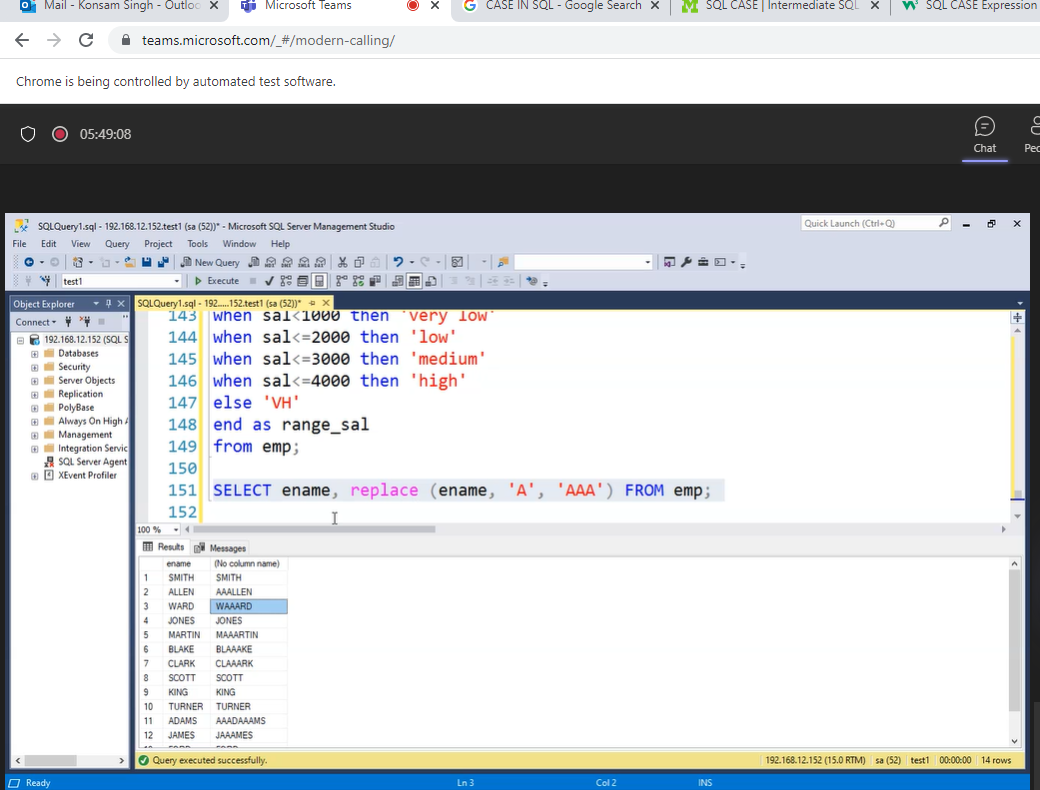 Mail - Konsam Singh - Outloo
Microsoft Teams
CASE IN SQL - Google Search
SQL CASE | Intermediate SQL
SQL CASE Expression
teams.microsoft.com/_#/modern-calling/
Chrome is being controlled by automated test software.
05:49:08
Chat
SQLQuery1.sql - 192.168.12.152.test1 (sa (52))* - Microsoft SQL Server Management Studio
Quick Launch (Ctrl+Q)
File Edit View Query Project Tools Window Help
New Query
test1
Execute
Object Explorer
SQLQuery1.sql - 192.....152.test1 (sa (52))*
Connect
192.168.12.152 (SQL S
Databases
Security
Server Objects
Replication
PolyBase
Always On High A
Management
Integration Servic
SQL Server Agent
XEvent Profiler
143 when sal<1000 then 'very low'
144 when sal<=2000 then 'low'
145 when sal<=3000 then 'medium'
146 when sal<=4000 then 'high'
147 else 'VH'
148 end as range_sal
149 from emp;
150
151 SELECT ename, replace (ename, 'A', 'AAA') FROM emp;
152
100 %
Results Messages
ename (No column name)
1 SMITH SMITH
2 ALLEN AAALLEN
3 WARD WAAARD
4 JONES JONES
5 MARTIN MAAARTIN
6 BLAKE BLAAAKE
7 CLARK CLAAARK
8 SCOTT SCOTT
9 KING KING
10 TURNER TURNER
11 ADAMS AAADAAAMS
12 JAMES JAAAMES
Query executed successfully.
192.168.12.152 (15.0 RTM) sa (52) test1 00:00:00 14 rows
Ready
Ln 3
Col 2
INS